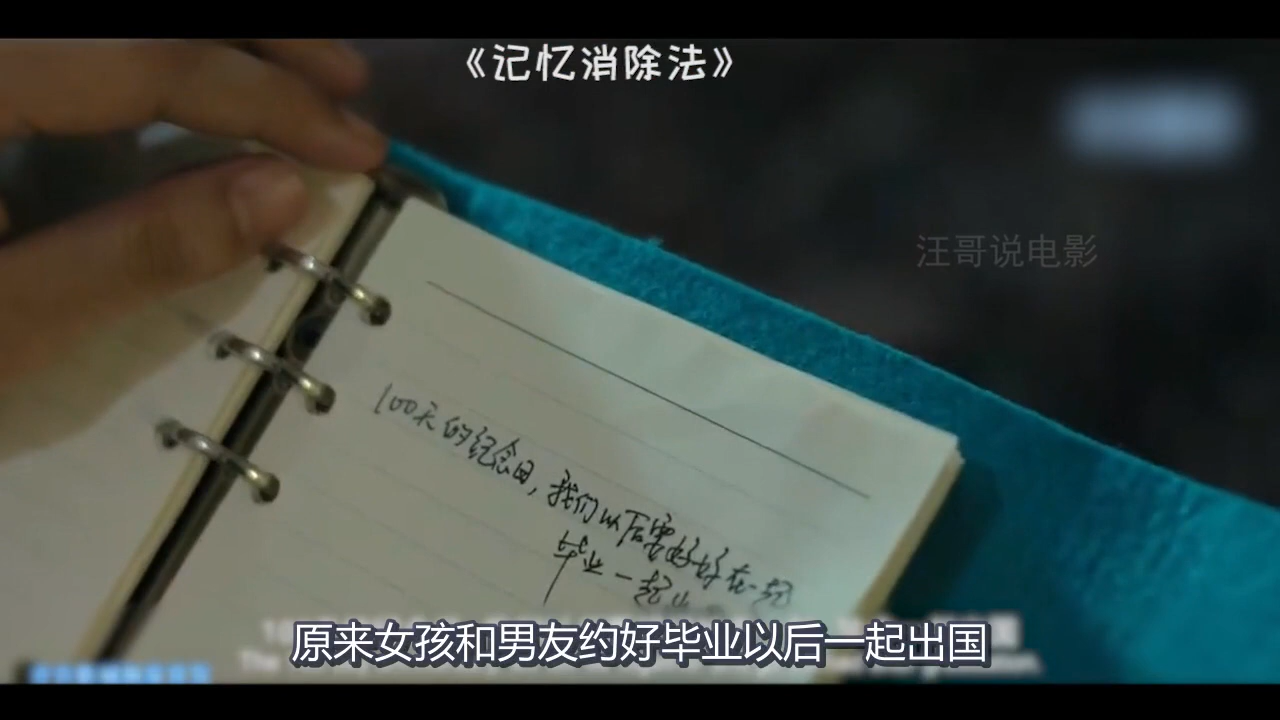 《记忆消除法》
汪哥说电影
100天的纪念日,我们以后要好好在一起
毕业一起出
原来女孩和男友约好毕业以后一起出国